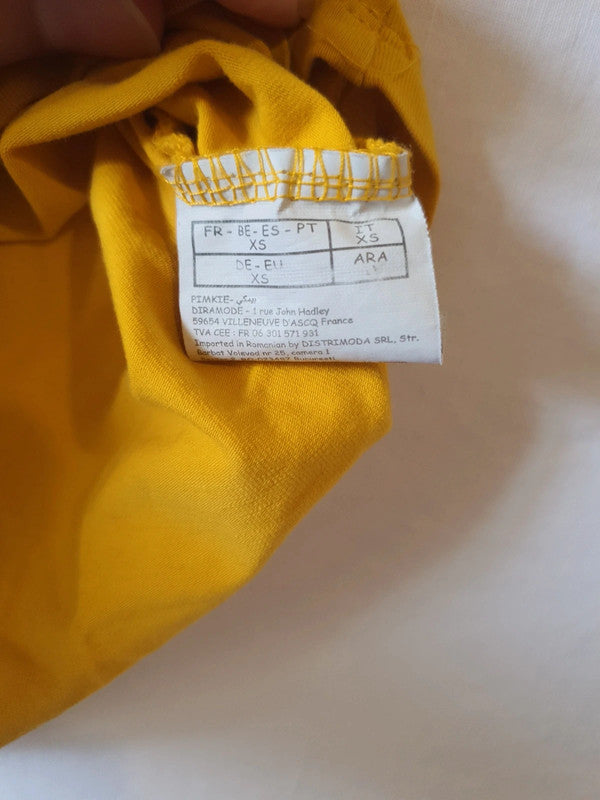 FR - BE - ES - PT
XS
IT
XS
DE - EU
XS
ARA
PIMKIE- بيمكي
DIRAMODE - 1 rue John Hadley
59654 VILLENEUVE D'ASCQ France
TVA CEE : FR 06 301 571 931
Imported in Romanian by DISTRIMODA SRL, Str.
Barbat Voievod nr 25, camera 1
Bucuresti